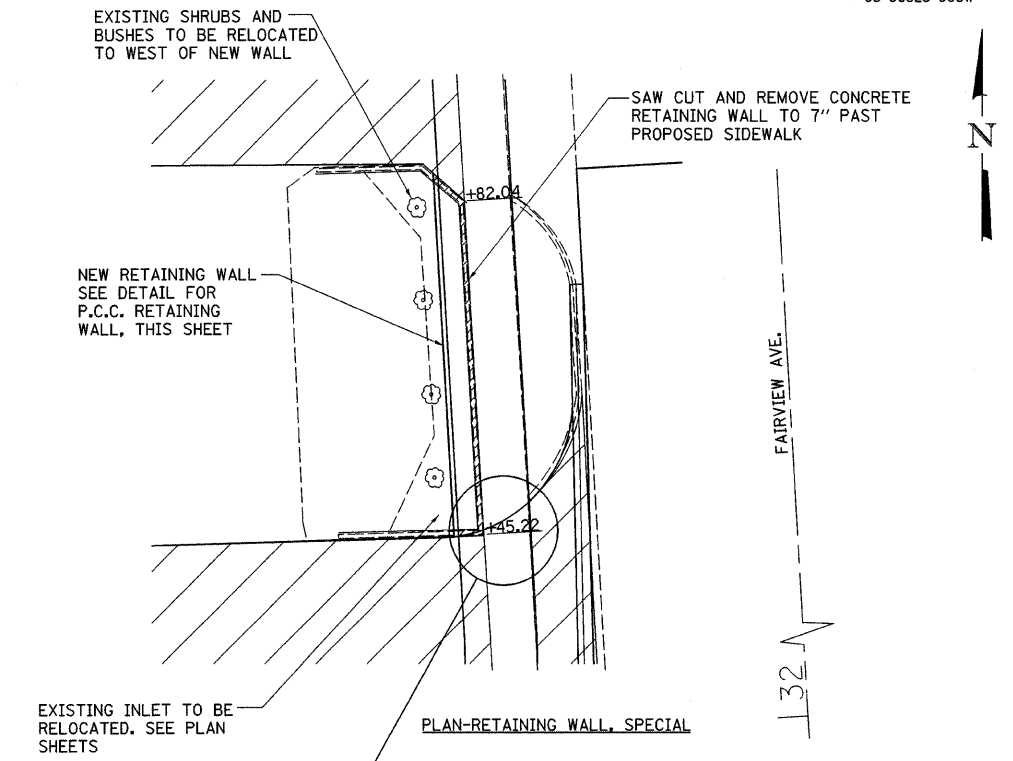 EXISTING SHRUBS AND
BUSHES TO BE RELOCATED
TO WEST OF NEW WALL
SAW CUT AND REMOVE CONCRETE
RETAINING WALL TO 7" PAST
PROPOSED SIDEWALK
N
+82.04
NEW RETAINING WALL
SEE DETAIL FOR
P.C.C. RETAINING
WALL, THIS SHEET
FAIRVIEW AVE.
+45.22
132
EXISTING INLET TO BE
RELOCATED. SEE PLAN
SHEETS
PLAN-RETAINING WALL, SPECIAL